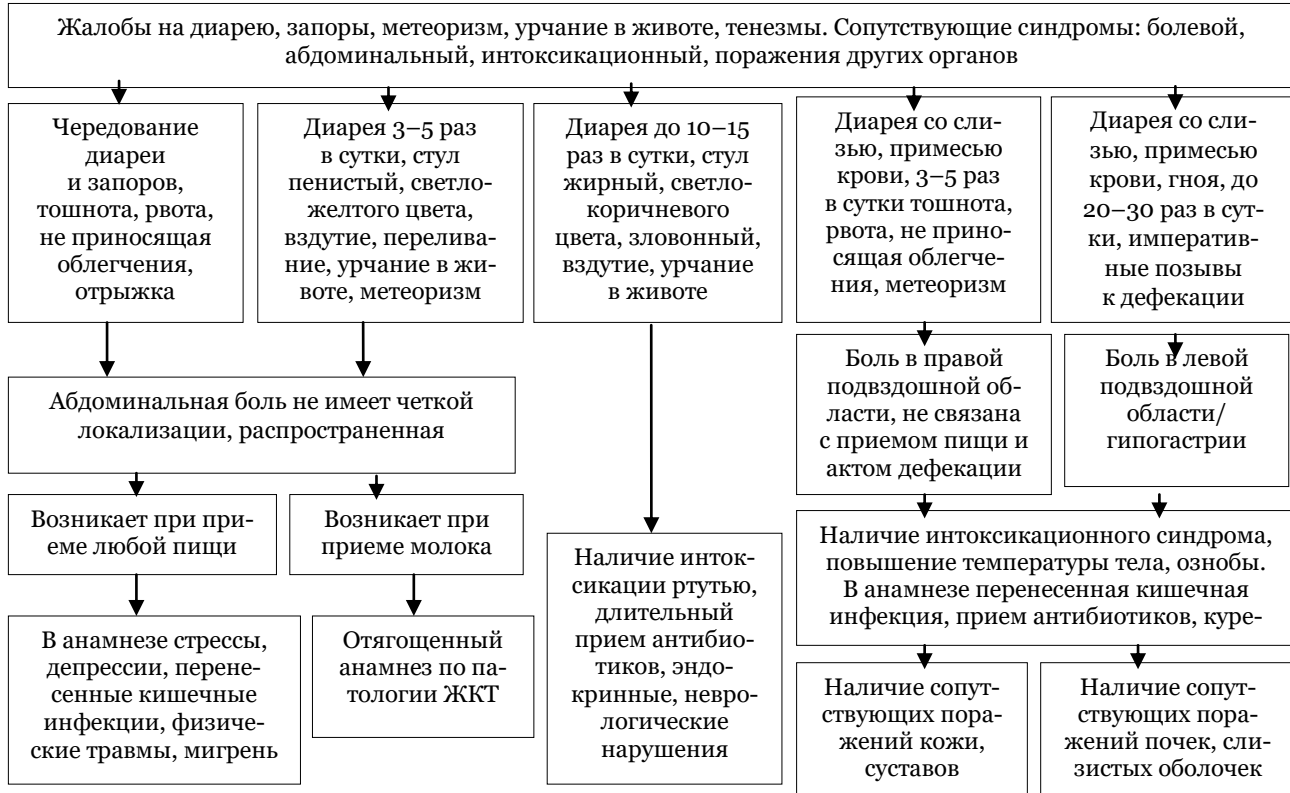 Жалобы на диарею, запоры, метеоризм, урчание в животе, тенезмы. Сопутствующие синдромы: болевой,
абдоминальный, интоксикационный, поражения других органов
Чередование
диареи
и запоров,
тошнота, рвота,
не приносящая
облегчения,
отрыжка
Диарея 3–5 раз
в сутки, стул
пенистый, светло-
желтого цвета,
вздутие, перелива-
ние, урчание в жи-
воте, метеоризм
Диарея до 10–15
раз в сутки, стул
жирный, светло-
коричневого
цвета, зловонный,
вздутие, урчание
в животе
Диарея со сли-
зью, примесью
крови, 3–5 раз
в сутки тошнота,
рвота, не прино-
сящая облегче-
ния, метеоризм
Диарея со сли-
зью, примесью
крови, гноя, до
20–30 раз в сут-
ки, императив-
ные позывы
к дефекации
Абдоминальная боль не имеет четкой
локализации, распространенная
Боль в правой
подвздошной об-
ласти, не связана
с приемом пищи и
актом дефекации
Боль в левой
подвздошной
области/
гипогастрии
Возникает при при-
еме любой пищи
Возникает при
приеме молока
Наличие инток-
сикации ртутью,
длительный
прием антибио-
тиков, эндо-
кринные, невро-
логические
нарушения
Наличие интоксикационного синдрома,
повышение температуры тела, ознобы.
В анамнезе перенесенная кишечная
инфекция, прием антибиотиков, куре-
В анамнезе стрессы,
депрессии, перене-
сенные кишечные
инфекции, физиче-
ские травмы, мигрень
Отягощенный
анамнез по па-
тологии ЖКТ
Наличие сопут-
ствующих пора-
жений кожи,
суставов
Наличие сопут-
ствующих пора-
жений почек, сли-
зистых оболочек